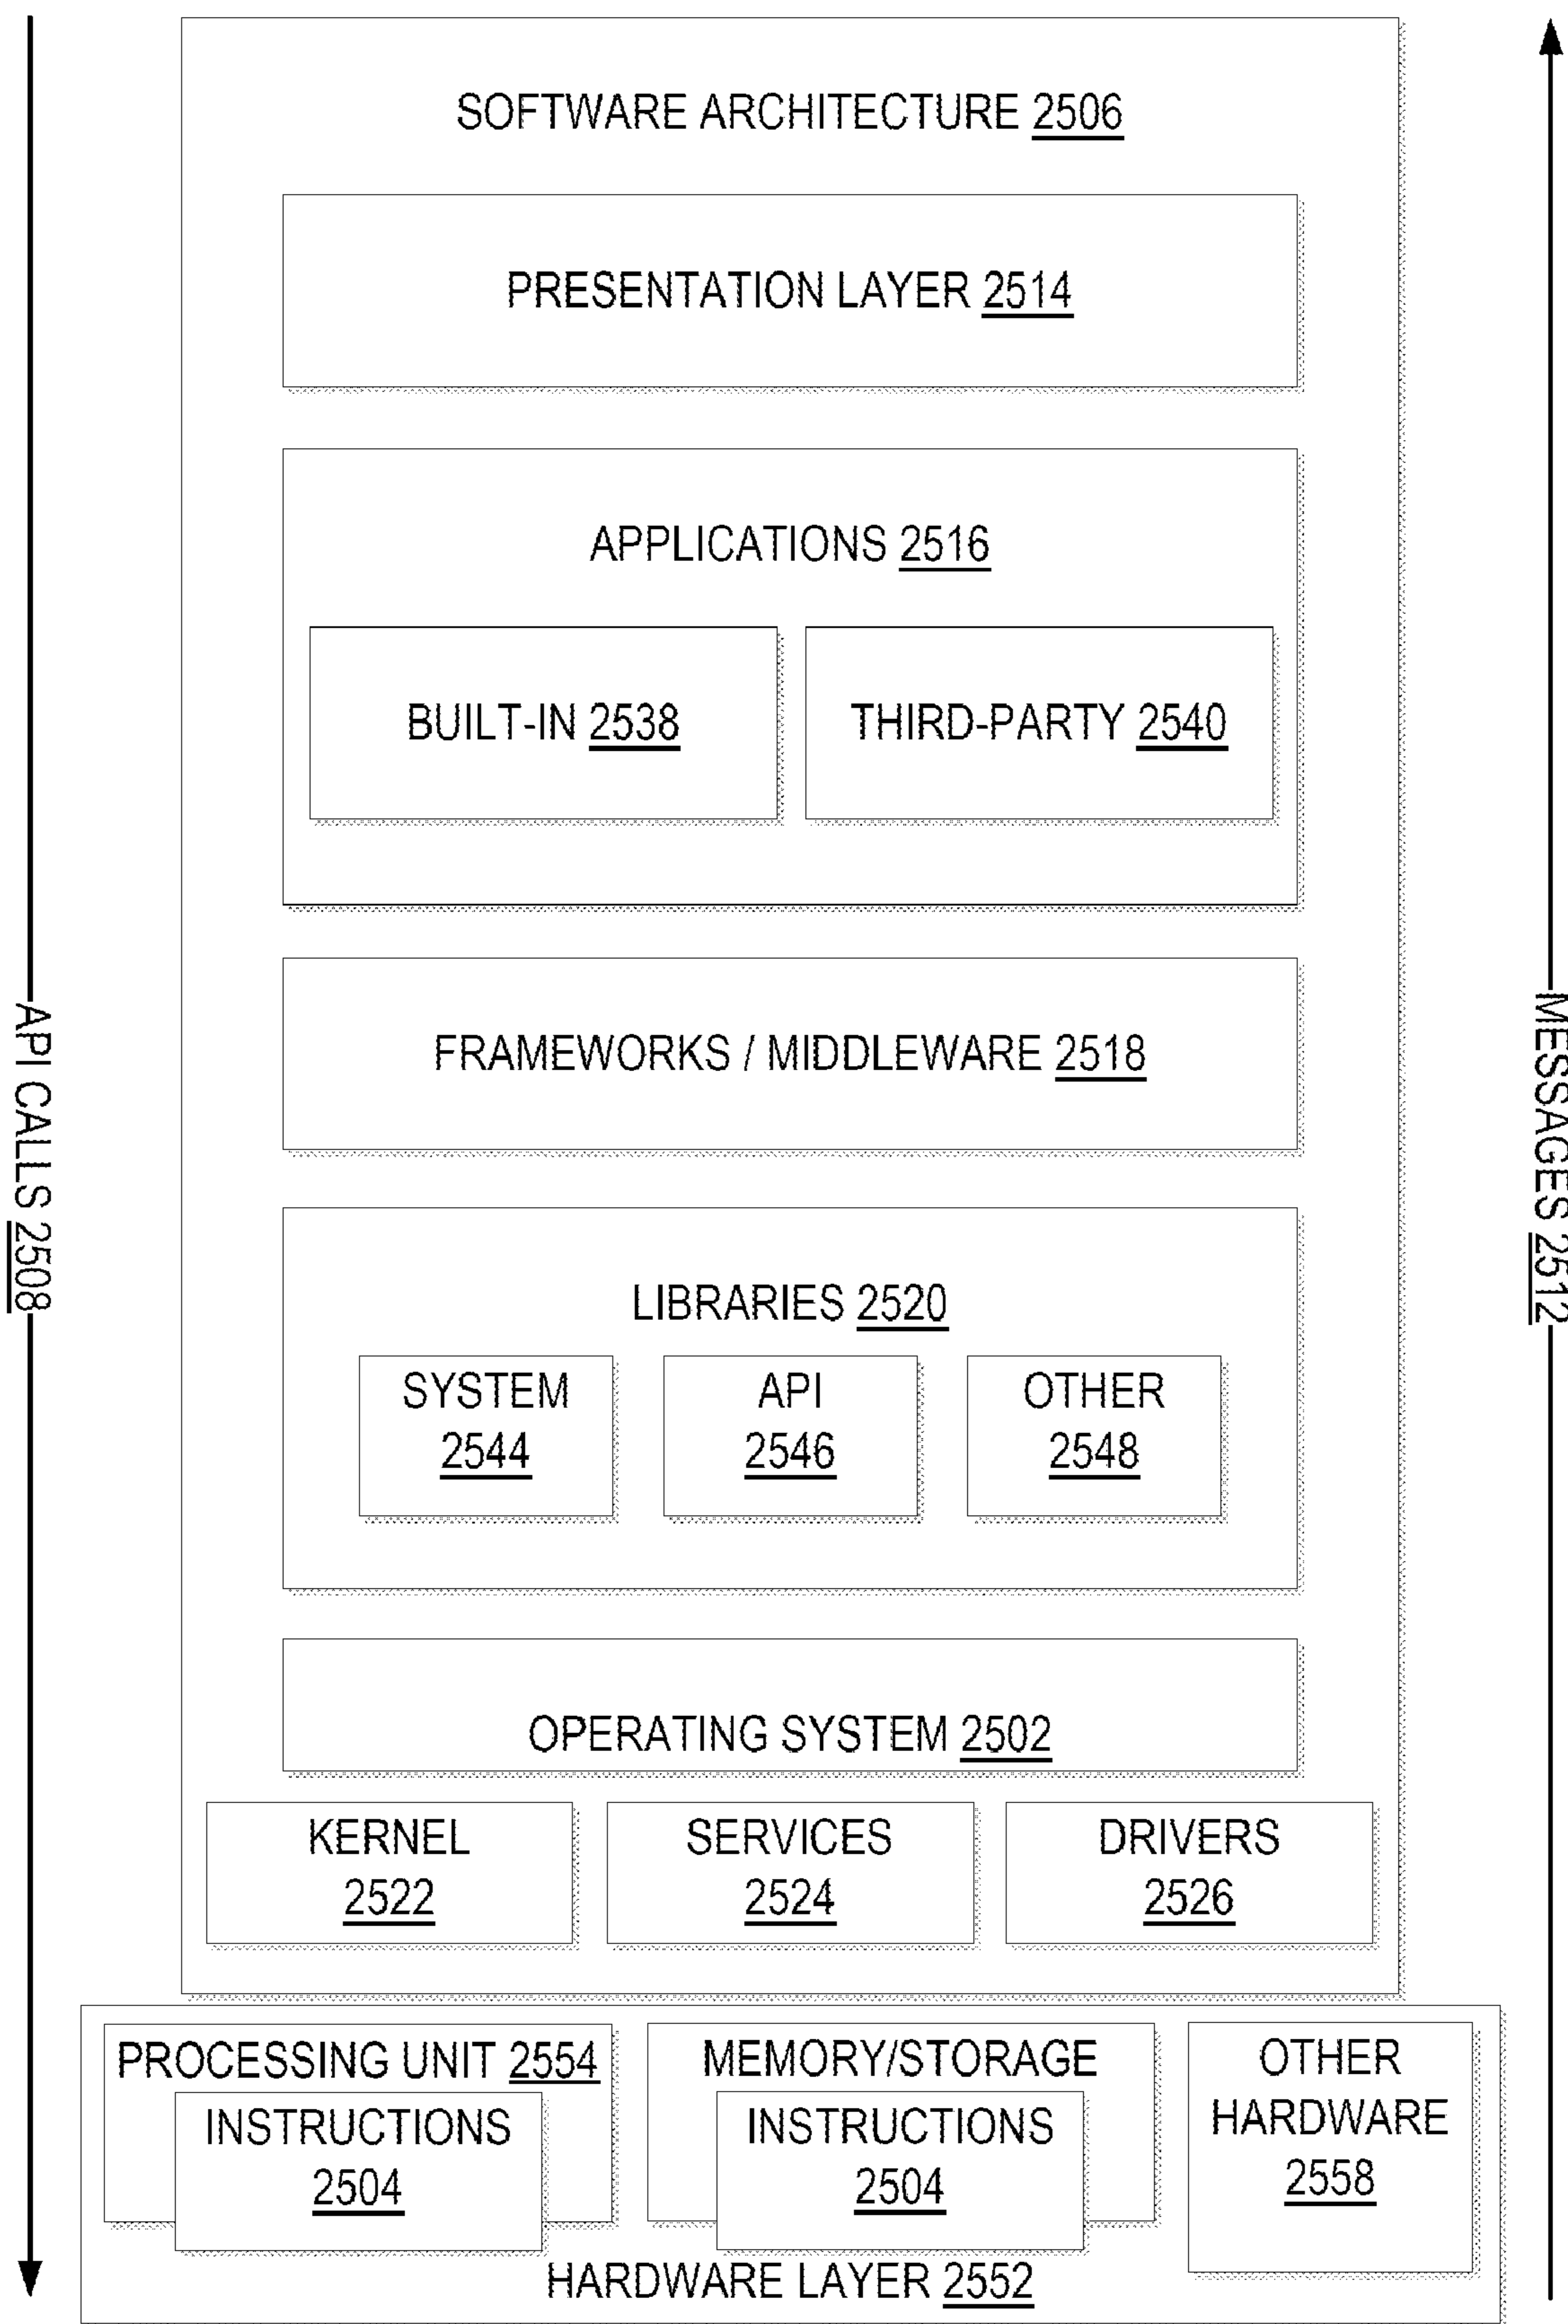 SOFTWARE ARCHITECTURE 2506
PRESENTATION LAYER 2514
APPLICATIONS 2516
BUILT-IN 2538
THIRD-PARTY 2540
FRAMEWORKS / MIDDLEWARE 2518
LIBRARIES 2520
SYSTEM
2544
API
2546
OTHER
2548
OPERATING SYSTEM 2502
KERNEL
2522
SERVICES
2524
DRIVERS
2526
PROCESSING UNIT 2554
INSTRUCTIONS
2504
MEMORY/STORAGE
INSTRUCTIONS
2504
OTHER
HARDWARE
2558
HARDWARE LAYER 2552
API CALLS 2508
MESSAGES 2512